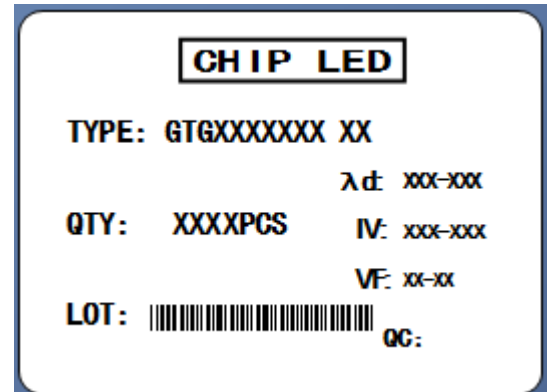 CHIP LED
TYPE: GTGXXXXXXX XX
λd: XXX-XXX
QTY: XXXXPCS
IV: XXX-XXX
VF: XX-XX
LOT:
QC: